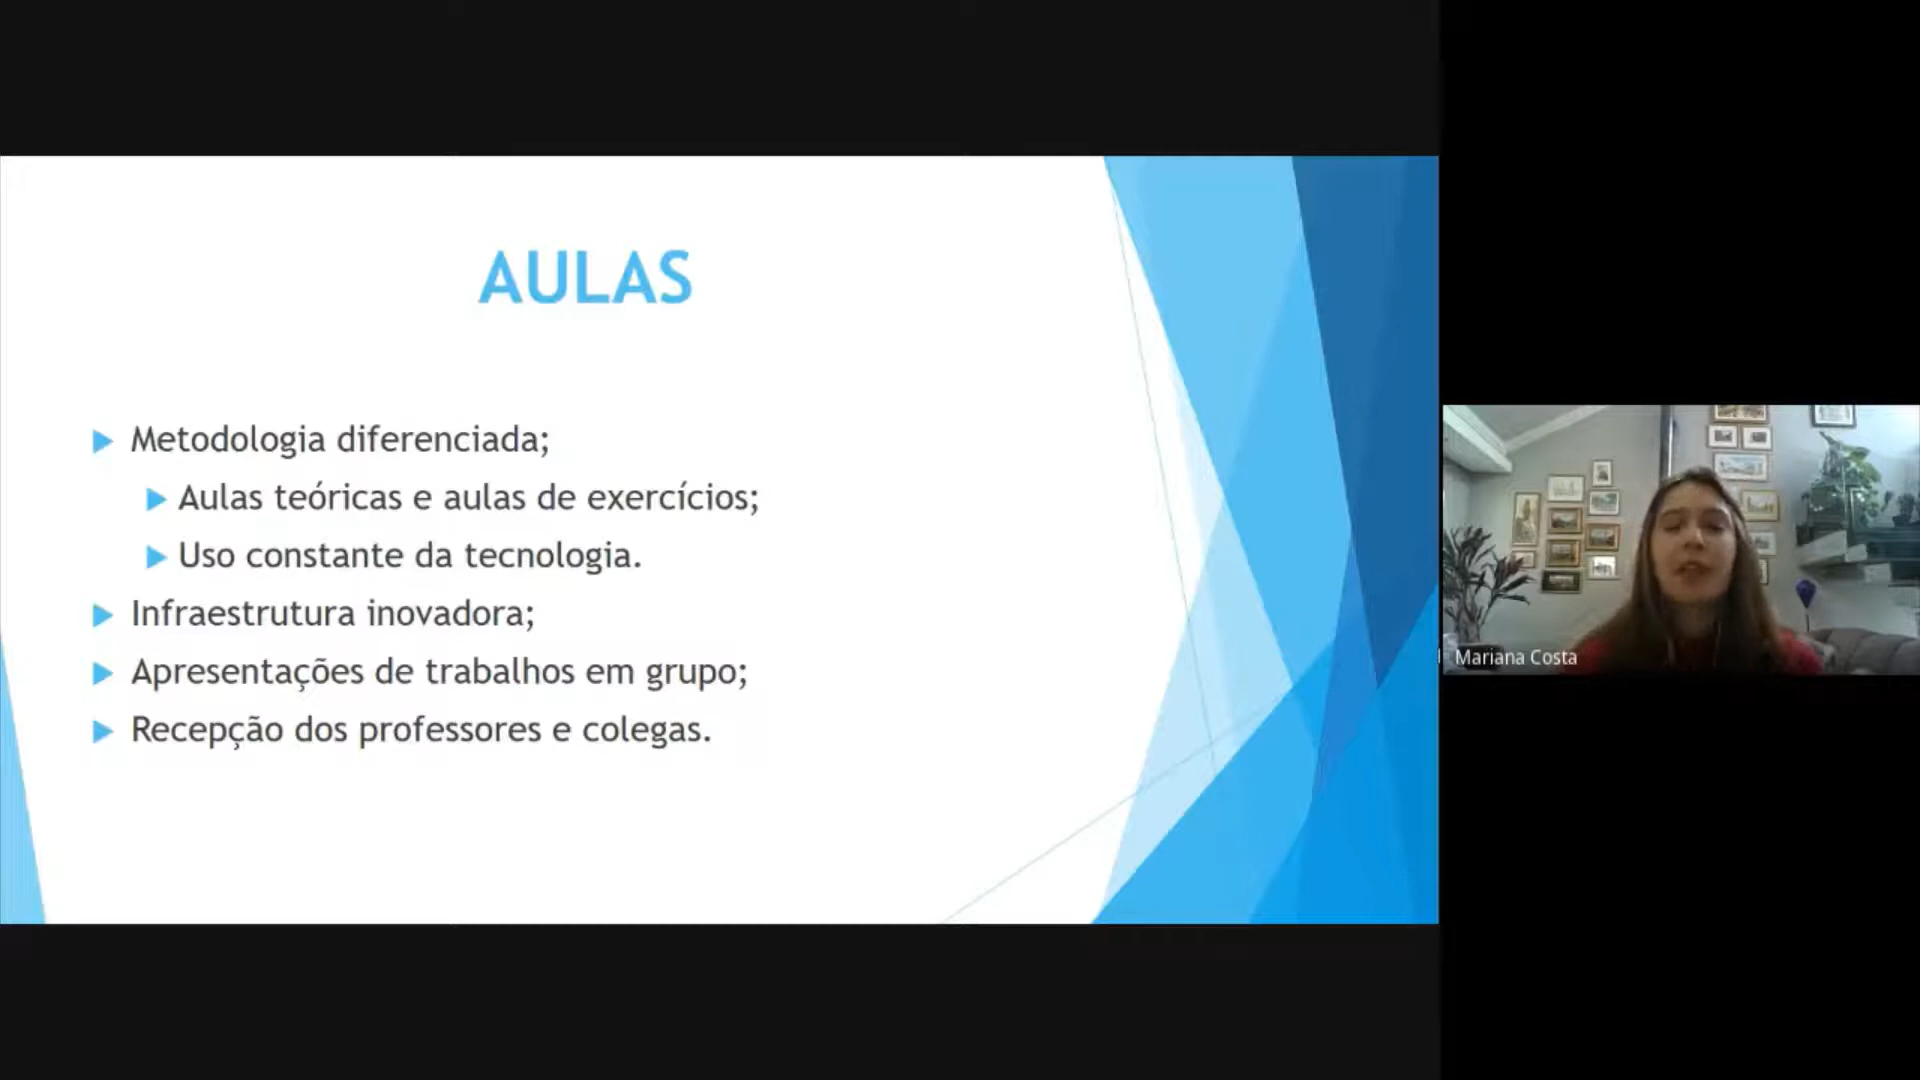 AULAS
Metodologia diferenciada;
Aulas teóricas e aulas de exercícios;
Uso constante da tecnologia.
Infraestrutura inovadora;
Apresentações de trabalhos em grupo;
Recepção dos professores e colegas.
Mariana Costa